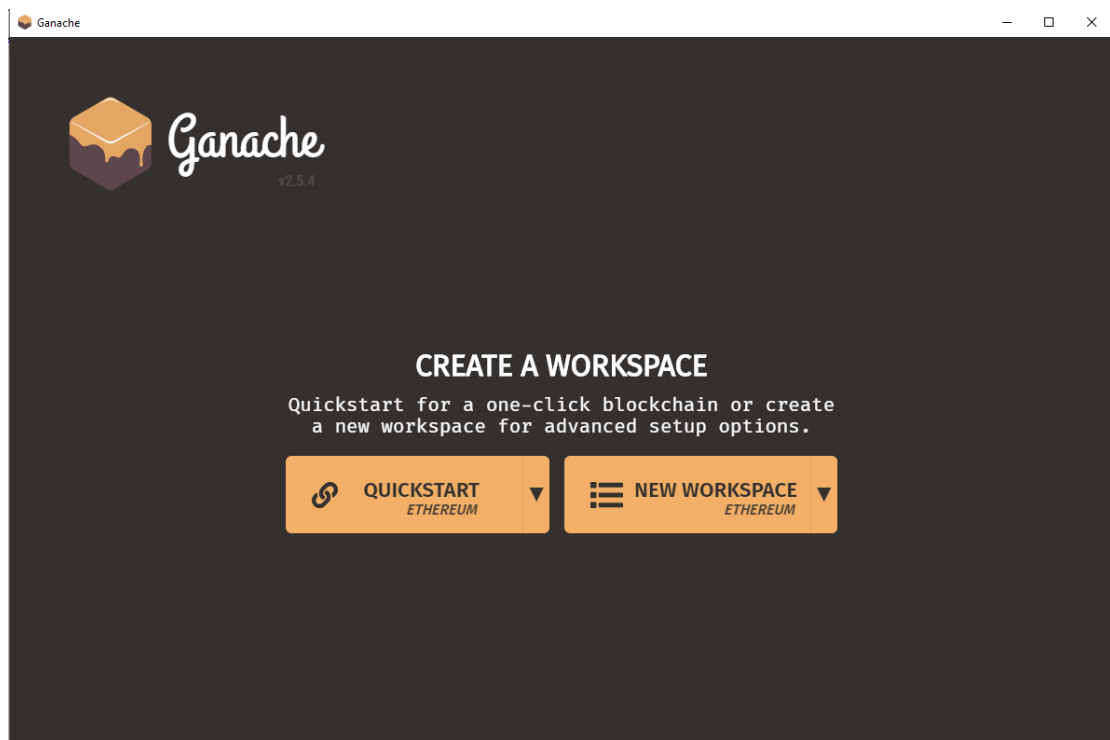 Ganache
Ganache
v2.5.4
CREATE A WORKSPACE
Quickstart for a one-click blockchain or create
a new workspace for advanced setup options.
QUICKSTART
ETHEREUM
NEW WORKSPACE
ETHEREUM